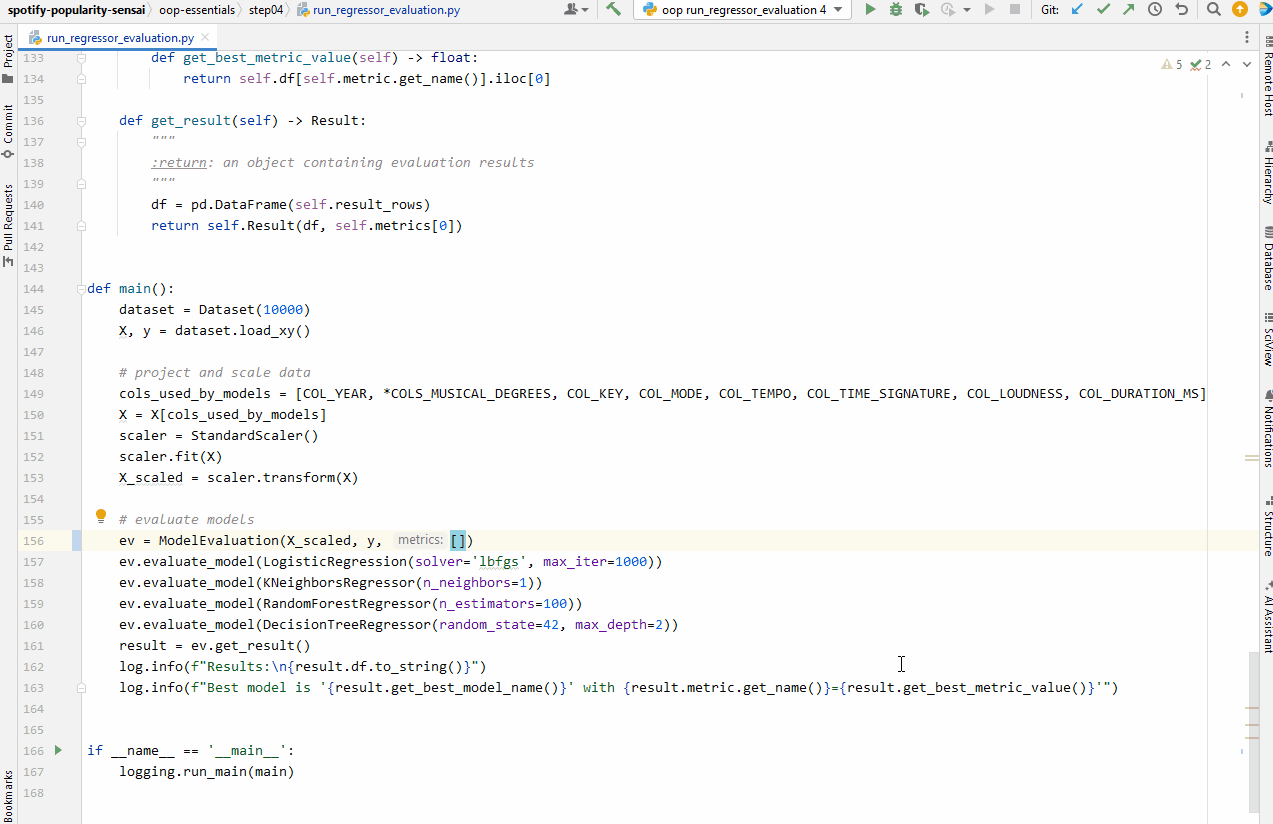 spotify-popularity-sensai oop-essentials step04 run_regressor_evaluation.py oop run_regressor_evaluation 4 Git:
run_regressor_evaluation.py
Project
Commit
Pull Requests
Bookmarks
5 2
133 def get_best_metric_value(self) -> float:
134 return self.df[self.metric.get_name()].iloc[0]
135
136 def get_result(self) -> Result:
137 """
138 :return: an object containing evaluation results
139 """
140 df = pd.DataFrame(self.result_rows)
141 return self.Result(df, self.metrics[0])
142
143
144 def main():
145 dataset = Dataset(10000)
146 X, y = dataset.load_xy()
147
148 # project and scale data
149 cols_used_by_models = [COL_YEAR, *COLS_MUSICAL_DEGREES, COL_KEY, COL_MODE, COL_TEMPO, COL_TIME_SIGNATURE, COL_LOUDNESS, COL_DURATION_MS]
150 X = X[cols_used_by_models]
151 scaler = StandardScaler()
152 scaler.fit(X)
153 X_scaled = scaler.transform(X)
154
155 # evaluate models
156 ev = ModelEvaluation(X_scaled, y, metrics: [])
157 ev.evaluate_model(LogisticRegression(solver='lbfgs', max_iter=1000))
158 ev.evaluate_model(KNeighborsRegressor(n_neighbors=1))
159 ev.evaluate_model(RandomForestRegressor(n_estimators=100))
160 ev.evaluate_model(DecisionTreeRegressor(random_state=42, max_depth=2))
161 result = ev.get_result()
162 log.info(f"Results:\n{result.df.to_string()}")
163 log.info(f"Best model is '{result.get_best_model_name()}' with {result.metric.get_name()}={result.get_best_metric_value()}'")
164
165
166 if __name__ == '__main__':
167 logging.run_main(main)
168
Remote Host
Hierarchy
Database
SciView
Notifications
Structure
AI Assistant